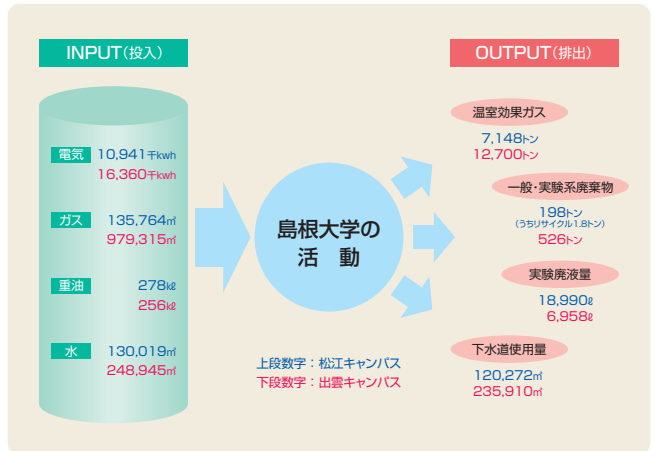 INPUT(投入)
電気 10,941千kwh
16,360千kwh
ガス 135,764㎥
979,315㎥
重油 278㎘
256㎘
水 130,019㎥
248,945㎥
島根大学の
活 動
上段数字：松江キャンパス
下段数字：出雲キャンパス
OUTPUT(排出)
温室効果ガス
7,148トン
12,700トン
一般・実験系廃棄物
198トン
(うちリサイクル1.8トン)
526トン
実験廃液量
18,990ℓ
6,958ℓ
下水道使用量
120,272㎥
235,910㎥